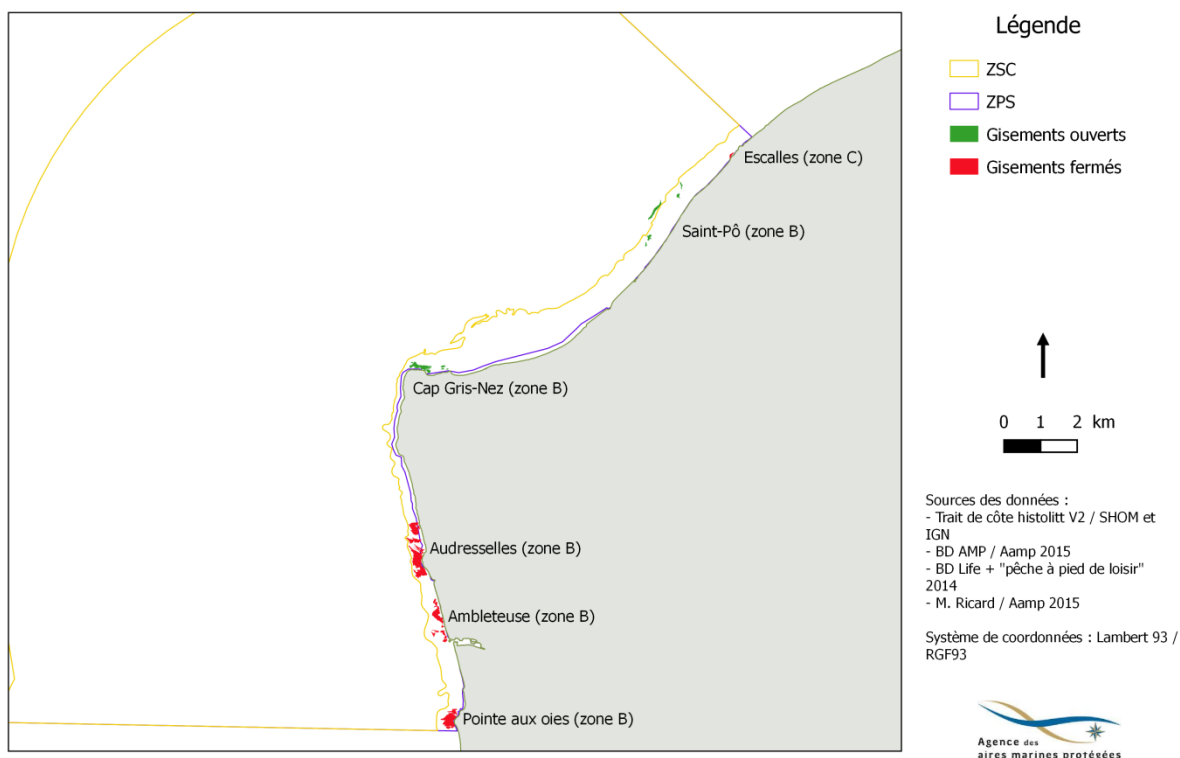 Légende
ZSC
ZPS
Gisements ouverts
Gisements fermés
Escalles (zone C)
Saint-Pô (zone B)
Cap Gris-Nez (zone B)
Audresselles (zone B)
Ambleteuse (zone B)
Pointe aux oies (zone B)
0 1 2 km
Sources des données :
- Trait de côte histolitt V2 / SHOM et
IGN
- BD AMP / Aamp 2015
- BD Life + "pêche à pied de loisir"
2014
- M. Ricard / Aamp 2015
Système de coordonnées : Lambert 93 /
RGF93
Agence des
aires marines protégées